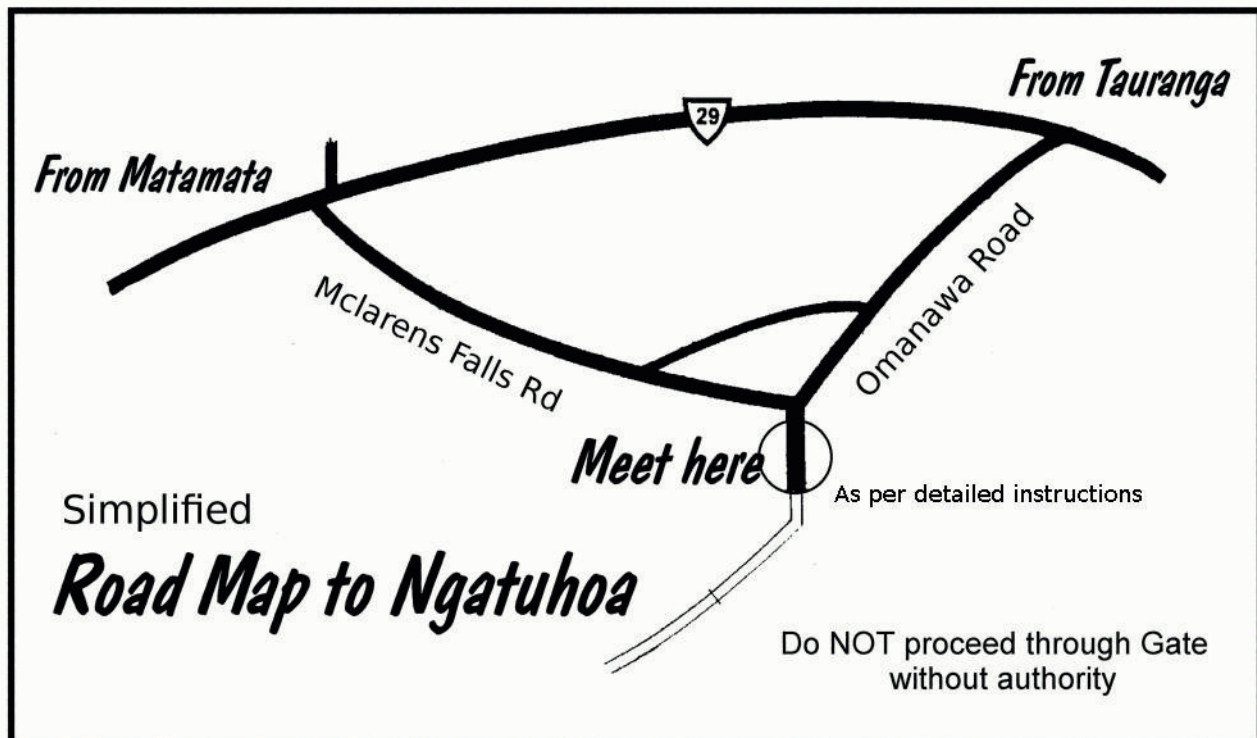 From Tauranga
29
From Matamata
Mclarens Falls Rd
Omanawa Road
Meet here
As per detailed instructions
Simplified
Road Map to Ngatuhoa
Do NOT proceed through Gate
without authority